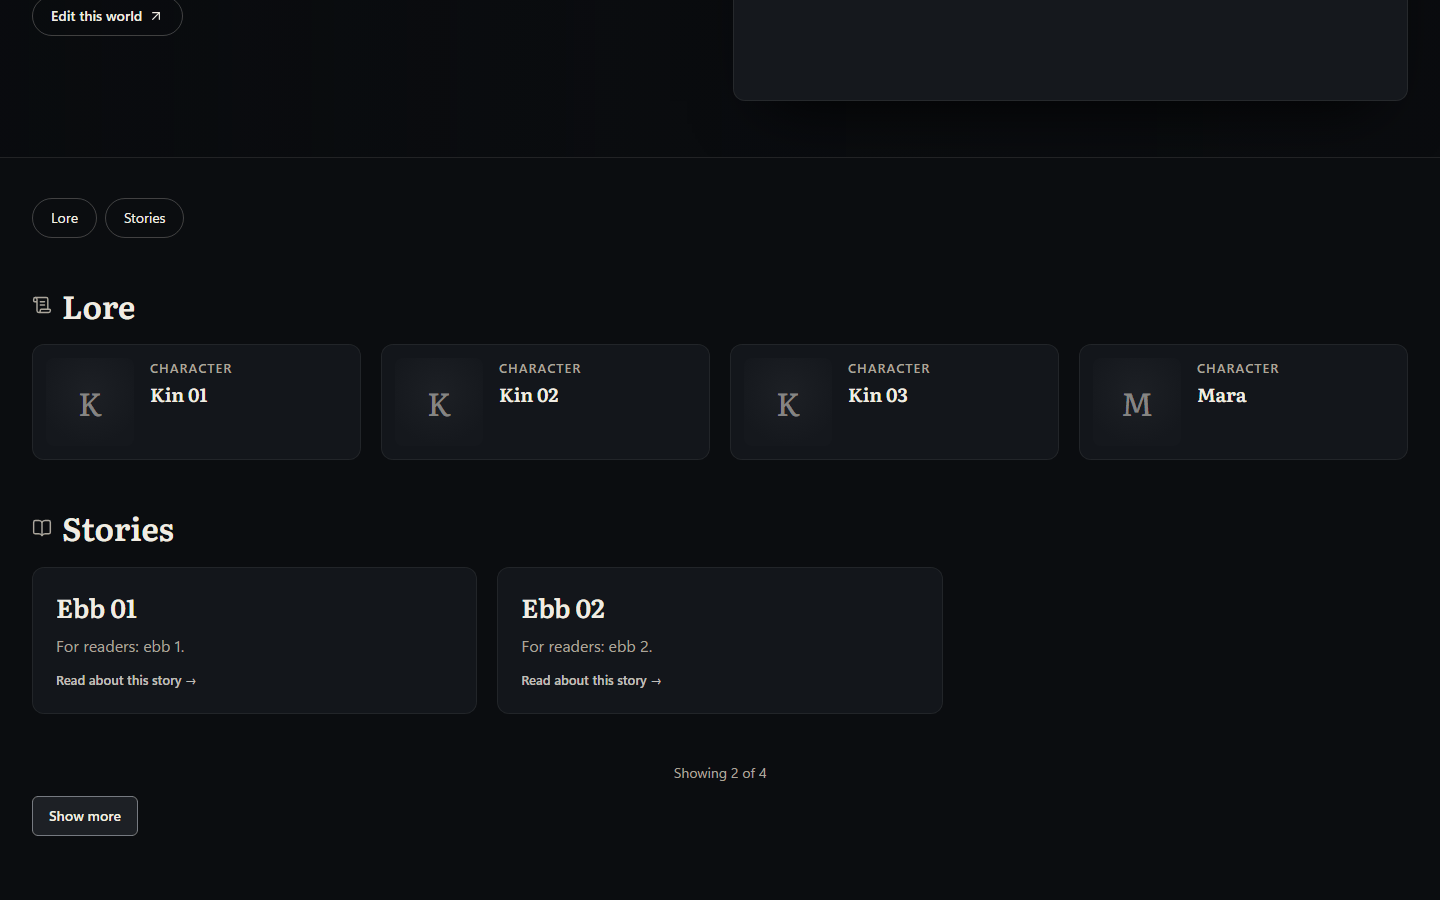 Edit this world
Lore
Stories
Lore
K
CHARACTER
Kin 01
K
CHARACTER
Kin 02
K
CHARACTER
Kin 03
M
CHARACTER
Mara
Stories
Ebb 01
For readers: ebb 1.
Read about this story →
Ebb 02
For readers: ebb 2.
Read about this story →
Showing 2 of 4
Show more